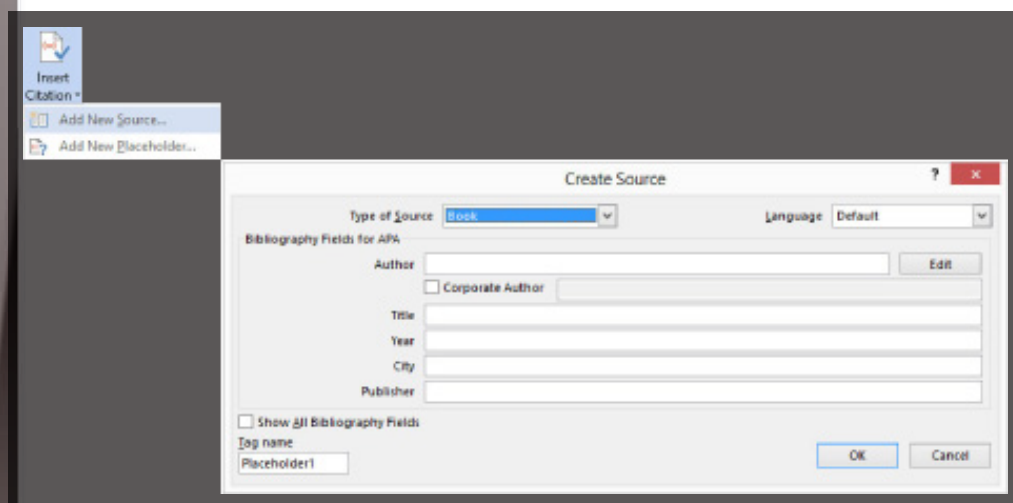 Insert
Citation
Add New Source...
Add New Placeholder...
Create Source
?
Type of Source Book Language Default
Bibliography Fields for APA
Author Edit
Corporate Author
Title
Year
City
Publisher
Show All Bibliography Fields
Tag name
Placeholder1
OK Cancel